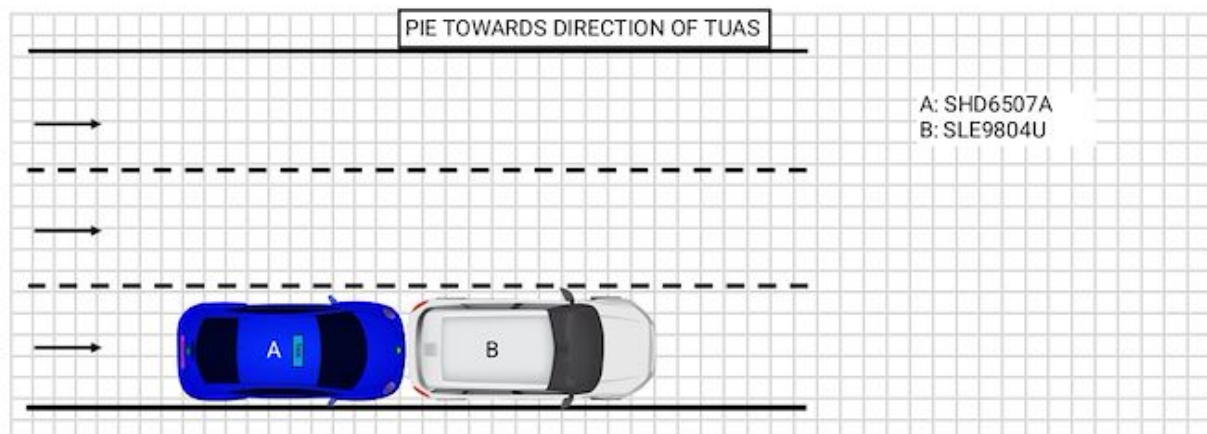 PIE TOWARDS DIRECTION OF TUAS
A: SHD6507A
B: SLE9804U
A
B